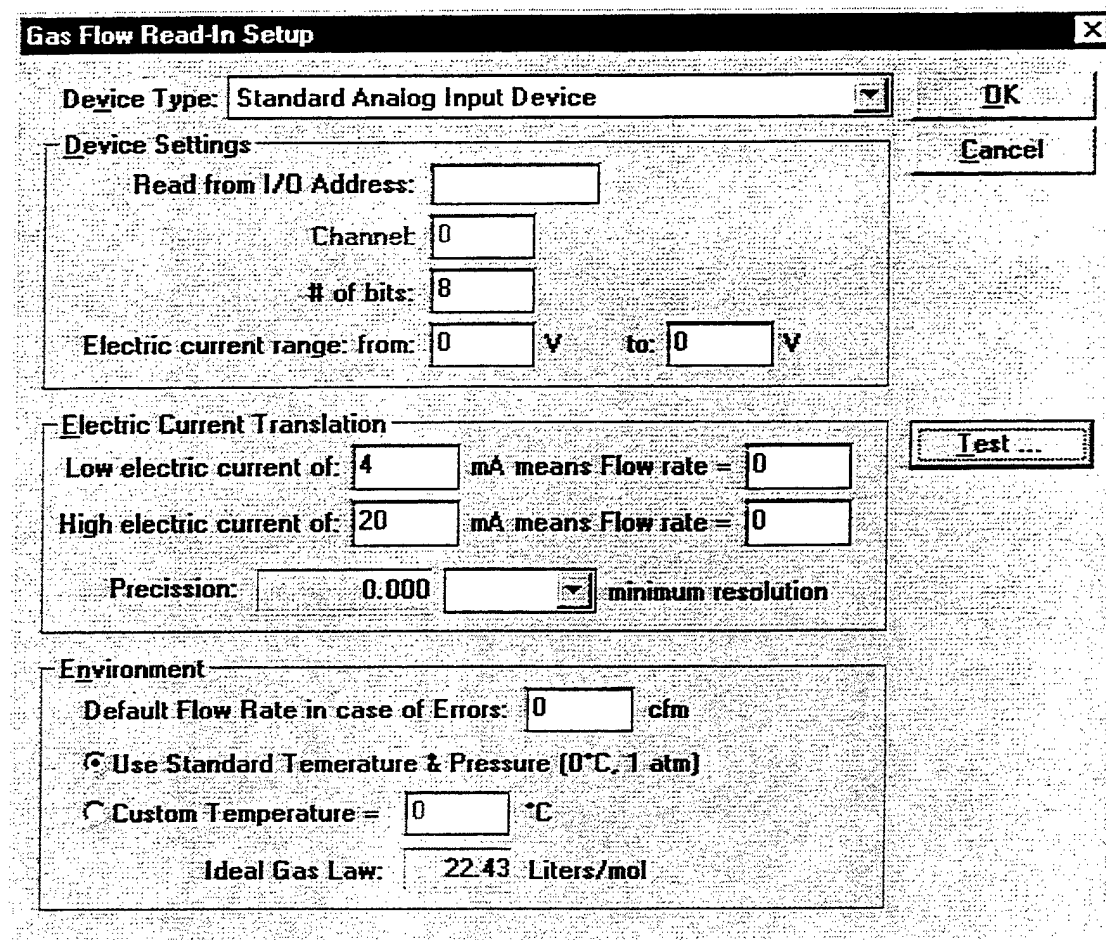 Gas Flow Read-In Setup
Device Type: Standard Analog Input Device
OK
Cancel
Device Settings
Read from I/O Address:
Channel: 0
# of bits: 8
Electric current range: from: 0 V to: 0 V
Electric Current Translation
Low electric current of: 4 mA means Flow rate = 0
High electric current of: 20 mA means Flow rate = 0
Precission: 0.000 minimum resolution
Test ...
Environment
Default Flow Rate in case of Errors: 0 cfm
Use Standard Temerature & Pressure (0°C, 1 atm)
Custom Temperature = 0 °C
Ideal Gas Law: 22.43 Liters/mol